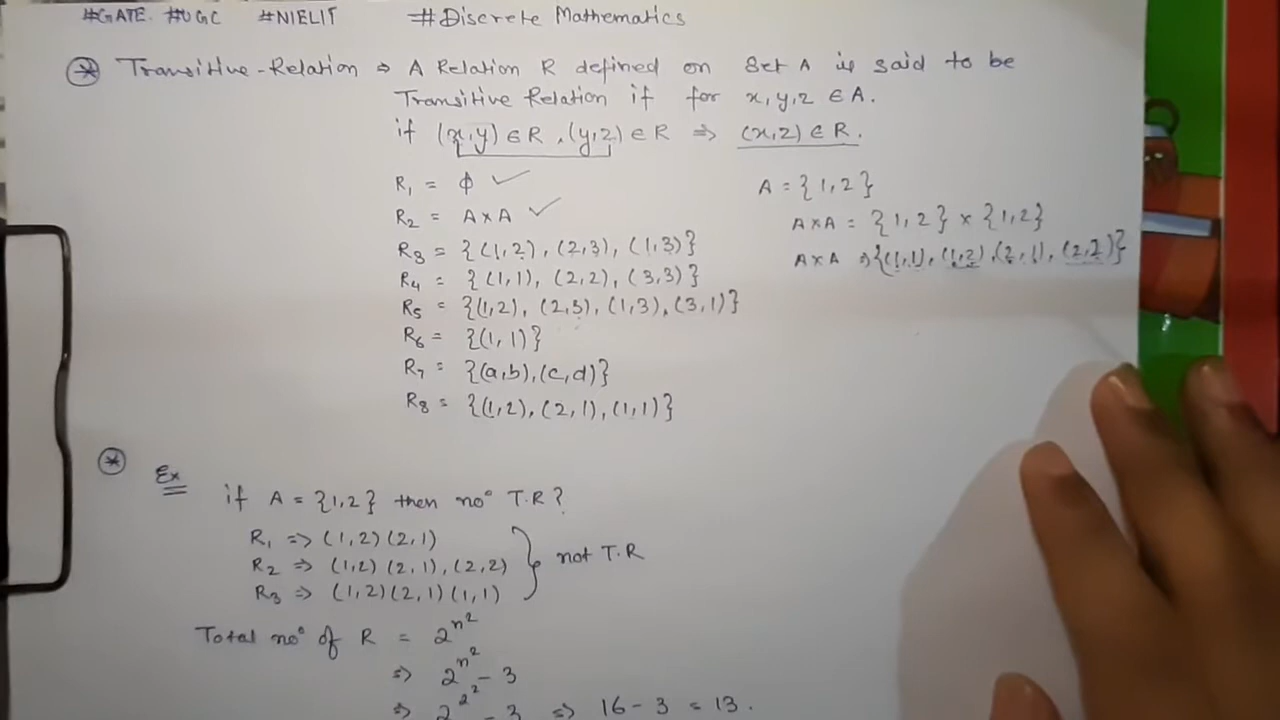 #GATE. #UGC #NIELIT #Discrete Mathematics
* Transitive-Relation ⇒ A Relation R defined on Set A is said to be
Transitive Relation if for x,y,z ∈ A.
if (x,y) ∈ R, (y,z) ∈ R ⇒ (x,z) ∈ R.
R₁ = ϕ ✓
R₂ = A×A ✓
R₃ = {(1,2), (2,3), (1,3)}
R₄ = {(1,1), (2,2), (3,3)}
R₅ = {(1,2), (2,3), (1,3), (3,1)}
R₆ = {(1,1)}
R₇ = {(a,b),(c,d)}
R₈ = {(1,2), (2,1), (1,1)}
A = {1,2}
A×A = {1,2} × {1,2}
A×A ⇒ {(1,1), (1,2), (2,1), (2,2)}
* Ex
if A = {1,2} then noº T.R?
R₁ => (1,2) (2,1)
R₂ => (1,2) (2,1), (2,2)
R₃ => (1,2) (2,1) (1,1)
} not T.R
Total noº of R = 2^n²
⇒ 2^n² - 3
⇒ 2^2² - 3 ⇒ 16 - 3 = 13.